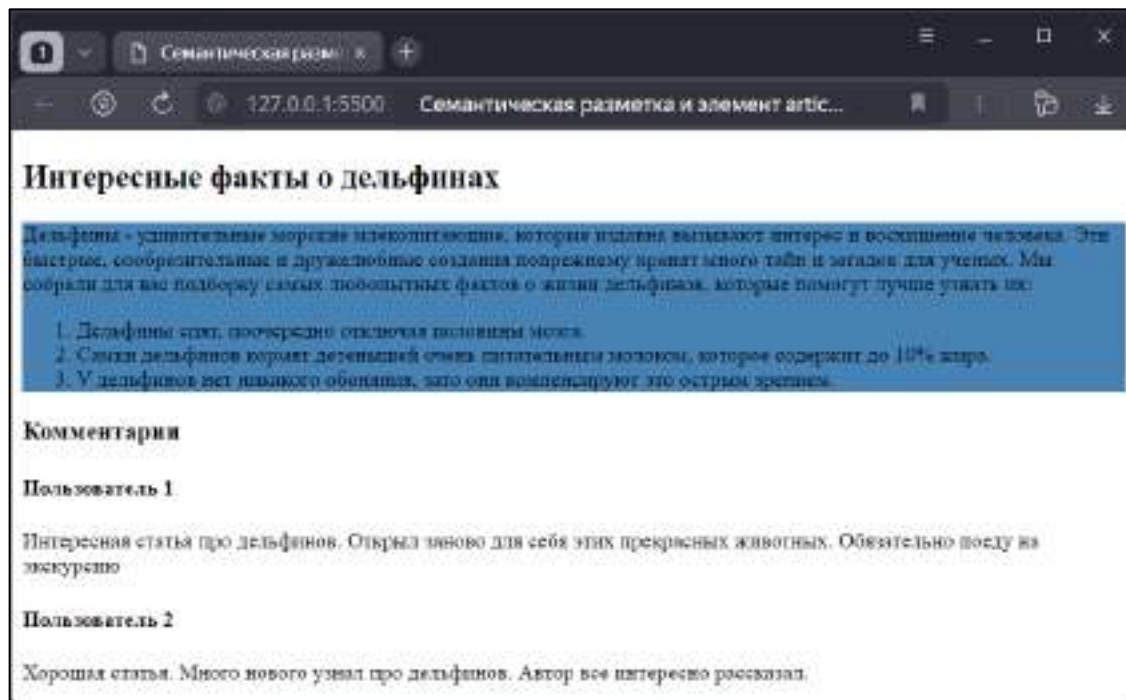 1 Семантическая разме
127.0.0.1:5500 Семантическая разметка и элемент artic...
Интересные факты о дельфинах
Дельфины - удивительные морские млекопитающие, которые издавна вызывают интерес и восхищение человека. Эти
быстрые, сообразительные и дружелюбные создания попрежнему хранят много тайн и загадок для ученых. Мы
собрали для вас подборку самых любопытных фактов о жизни дельфинов, которые помогут лучше узнать их:
1. Дельфины спят, поочередно отключая половины мозга.
2. Самки дельфинов кормят детенышей очень питательным молоком, которое содержит до 10% жира.
3. У дельфинов нет никакого обоняния, зато они компенсируют это острым зрением.
Комментарии
Пользователь 1
Интересная статья про дельфинов. Открыл заново для себя этих прекрасных животных. Обязательно поеду на
экскурсию
Пользователь 2
Хорошая статья. Много нового узнал про дельфинов. Автор все интересно рассказал.